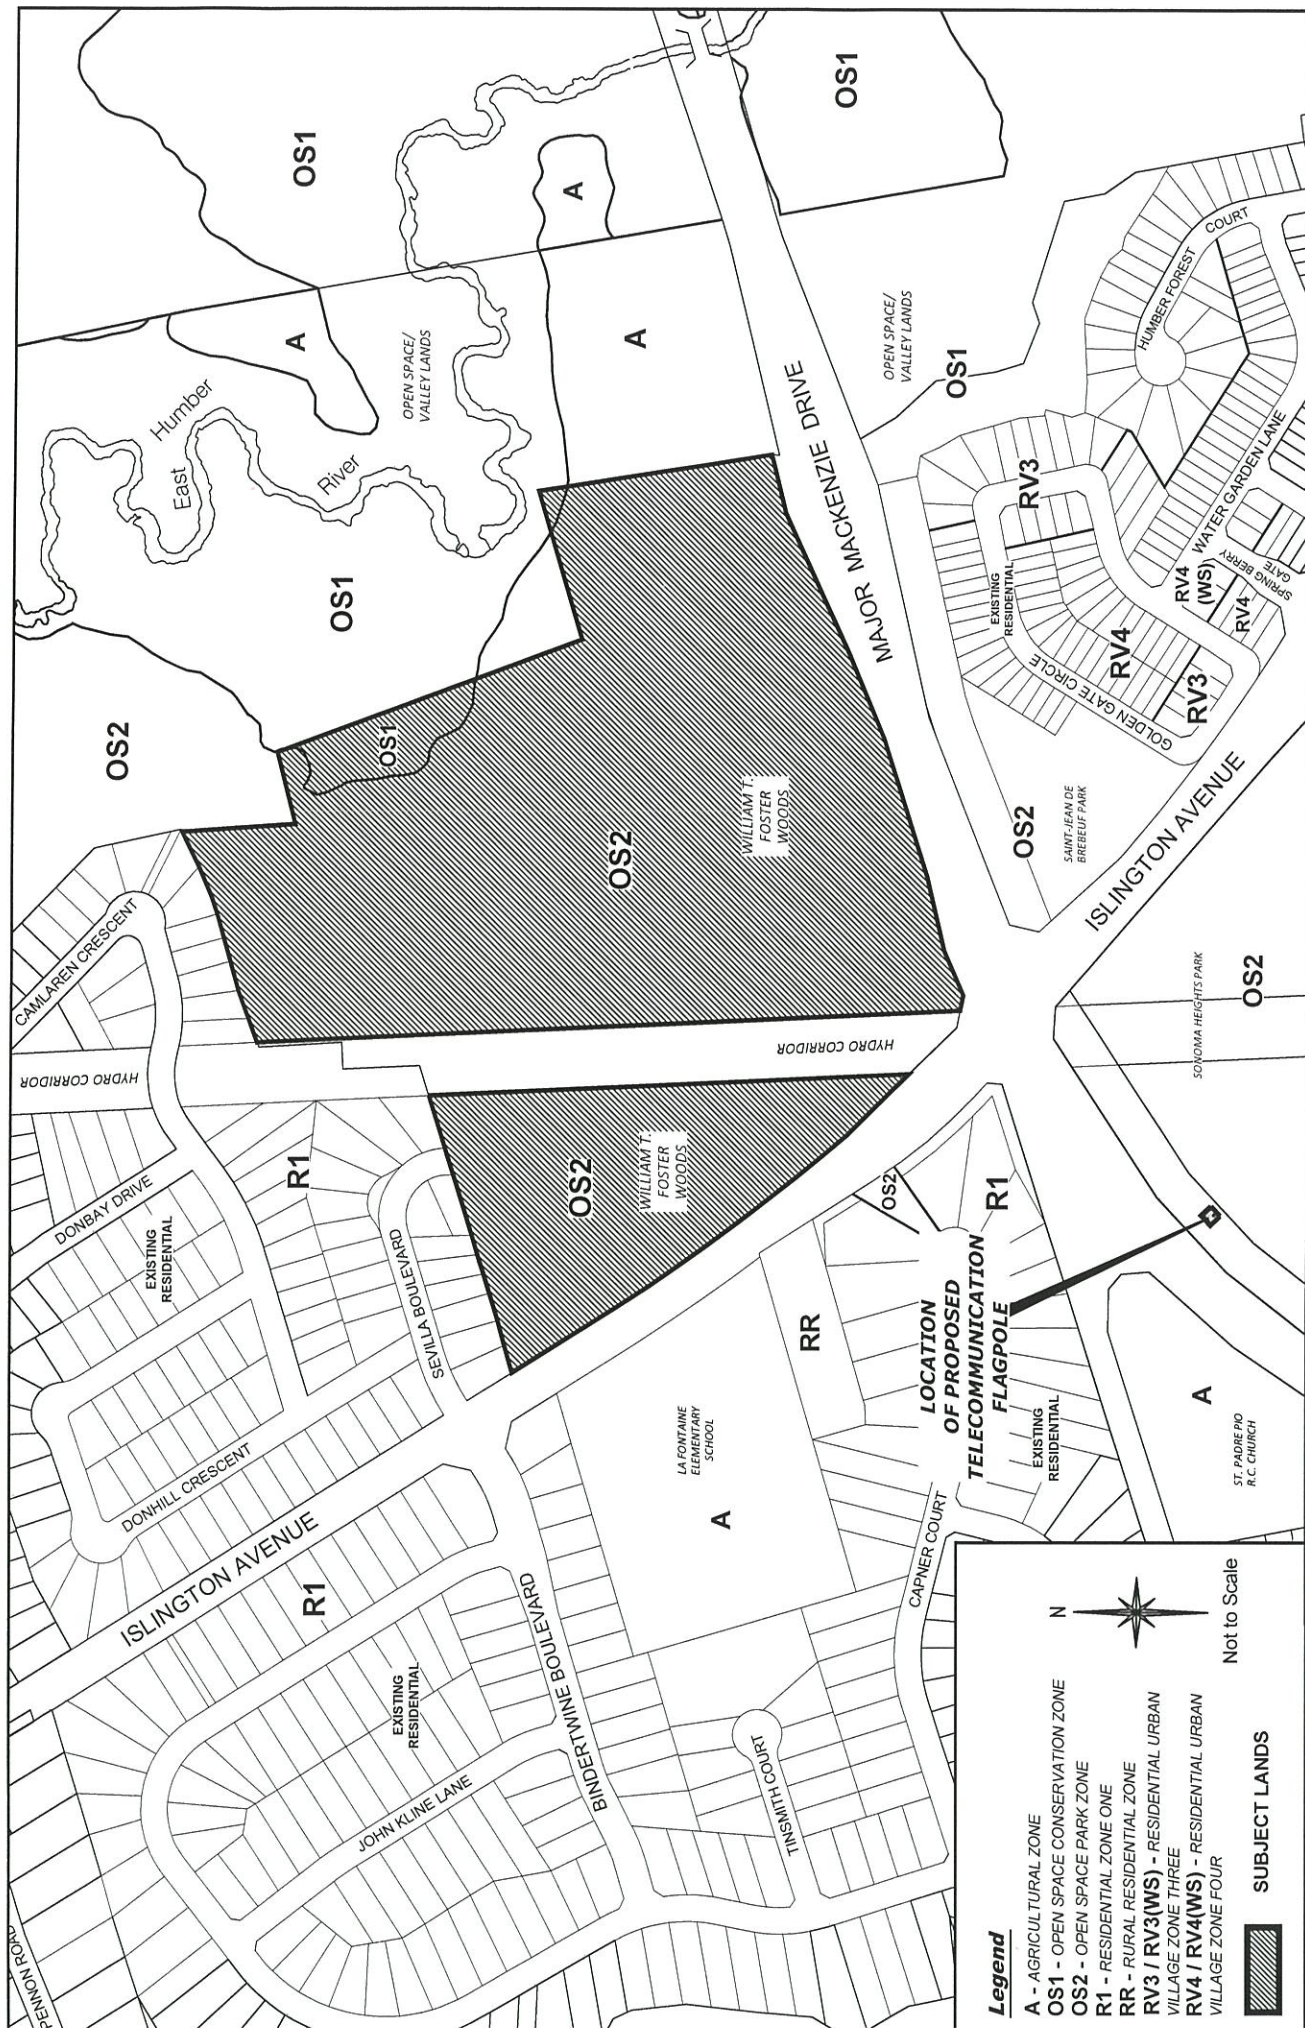 PENNON ROAD
ISLINGTON AVENUE
DONHILL CRESCENT
DONBAY DRIVE
CAMLAREN CRESCENT
HYDRO CORRIDOR
EXISTING
RESIDENTIAL
R1
SEVILLA BOULEVARD
R1
EXISTING
RESIDENTIAL
JOHN KLINE LANE
BINDERTWINE BOULEVARD
TINSMITH COURT
CAPNER COURT
LA FONTAINE
ELEMENTARY
SCHOOL
A
RR
OS2
WILLIAM T.
FOSTER
WOODS
HYDRO CORRIDOR
OS2
WILLIAM T.
FOSTER
WOODS
OS1
OS2
OS1
East
Humber
River
A
OPEN SPACE/
VALLEY LANDS
OS1
A
A
OS1
MAJOR MACKENZIE DRIVE
OPEN SPACE/
VALLEY LANDS
OS1
HUMBER FOREST
COURT
WATER GARDEN LANE
SPRING BERRY
GATE
RV3
EXISTING
RESIDENTIAL
RV4
GOLDEN GATE CIRCLE
RV3
RV4
(WS)
RV4
OS2
SAINT-JEAN DE
BREBEUF PARK
ISLINGTON AVENUE
SONOMA HEIGHTS PARK
OS2
OS2
R1
LOCATION
OF PROPOSED
TELECOMMUNICATION
FLAGPOLE
EXISTING
RESIDENTIAL
A
ST. PADRE PIO
R.C. CHURCH
Legend
A - AGRICULTURAL ZONE
OS1 - OPEN SPACE CONSERVATION ZONE
OS2 - OPEN SPACE PARK ZONE
R1 - RESIDENTIAL ZONE ONE
RR - RURAL RESIDENTIAL ZONE
RV3 / RV3(WS) - RESIDENTIAL URBAN
VILLAGE ZONE THREE
RV4 / RV4(WS) - RESIDENTIAL URBAN
VILLAGE ZONE FOUR
SUBJECT LANDS
N
Not to Scale